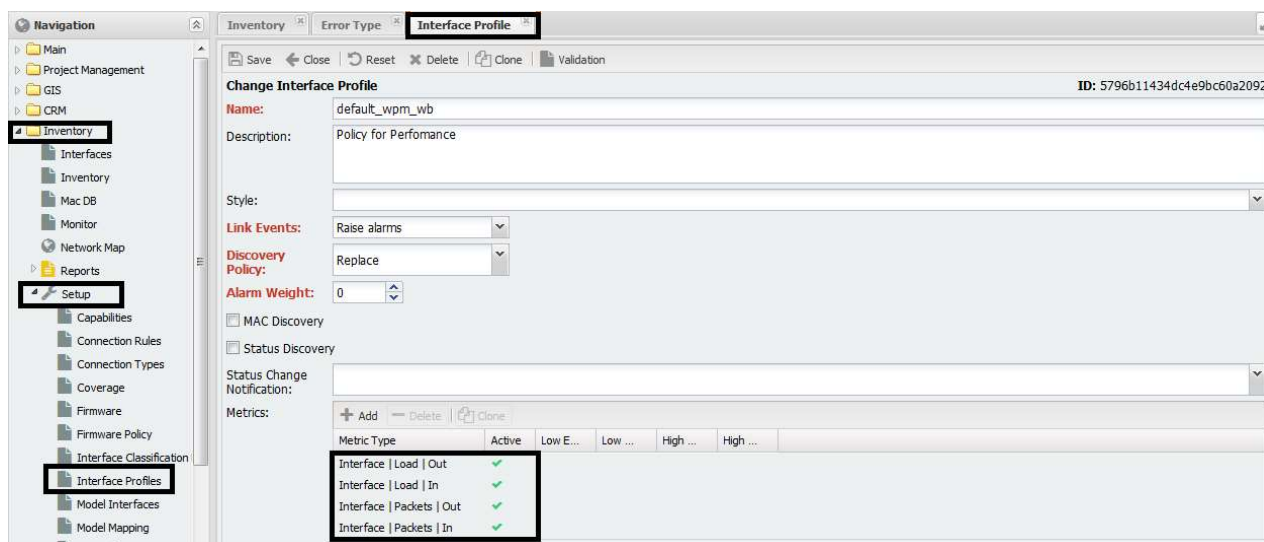 Navigation
Main
Project Management
GIS
CRM
Inventory
Interfaces
Inventory
Mac DB
Monitor
Network Map
Reports
Setup
Capabilities
Connection Rules
Connection Types
Coverage
Firmware
Firmware Policy
Interface Classification
Interface Profiles
Model Interfaces
Model Mapping
Inventory Error Type Interface Profile
Save Close Reset Delete Clone Validation
Change Interface Profile ID: 5796b11434dc4e9bc60a2092
Name: default_wpm_wb
Description: Policy for Perfomance
Style:
Link Events: Raise alarms
Discovery Policy: Replace
Alarm Weight: 0
MAC Discovery
Status Discovery
Status Change
Notification:
Metrics: Add Delete Clone
Metric Type Active Low E... Low ... High ... High ...
Interface | Load | Out
Interface | Load | In
Interface | Packets | Out
Interface | Packets | In